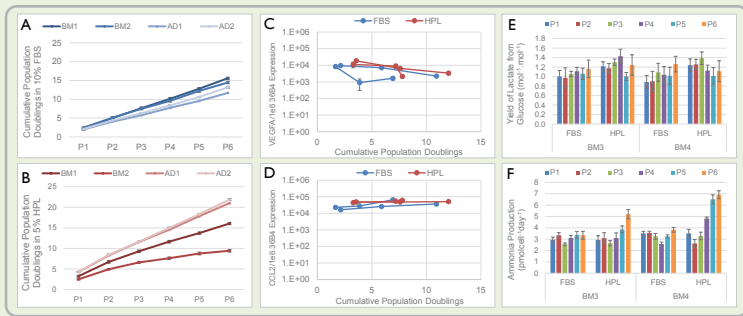 A
BM1 BM2 AD1 AD2
Cumulative Population
Doublings in 10% FBS
25
20
15
10
5
0
P1 P2 P3 P4 P5 P6
B
BM1 BM2 AD1 AD2
Cumulative Population
Doublings in 5% HPL
25
20
15
10
5
0
P1 P2 P3 P4 P5 P6
C
FBS HPL
VEGFA/1e6 36B4 Expression
1.E+06
1.E+05
1.E+04
1.E+03
1.E+02
1.E+01
0 5 10 15
Cumulative Population Doublings
D
FBS HPL
CCL2/1e6 36B4 Expression
1.E+06
1.E+05
1.E+04
1.E+03
1.E+02
1.E+01
0 5 10 15
Cumulative Population Doublings
E
P1 P2 P3 P4 P5 P6
Yield of Lactate from
Glucose (mol⁻¹.mol⁻¹)
1.8
1.6
1.4
1.2
1.0
0.8
0.6
0.4
0.2
0.0
FBS HPL FBS HPL
BM3 BM4
F
P1 P2 P3 P4 P5 P6
Ammonia Production
(pmol·cell⁻¹·day⁻¹)
8
7
6
5
4
3
2
1
0
FBS HPL FBS HPL
BM3 BM4